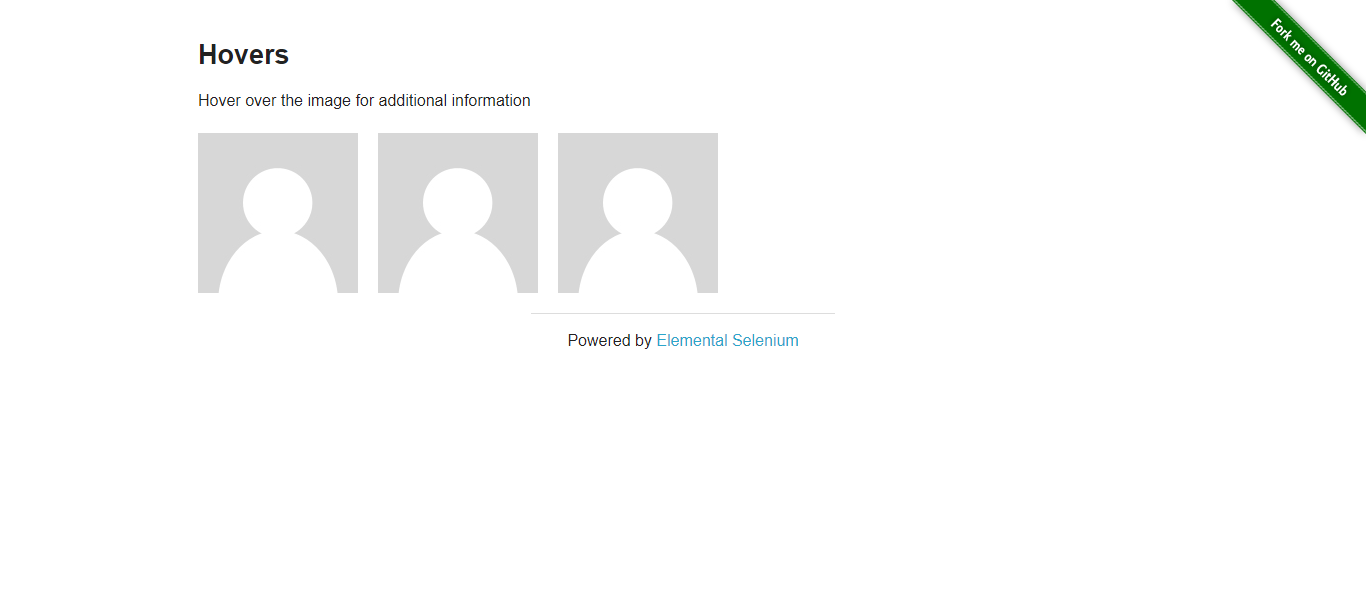 Hovers
Hover over the image for additional information
Powered by Elemental Selenium
Fork me on GitHub